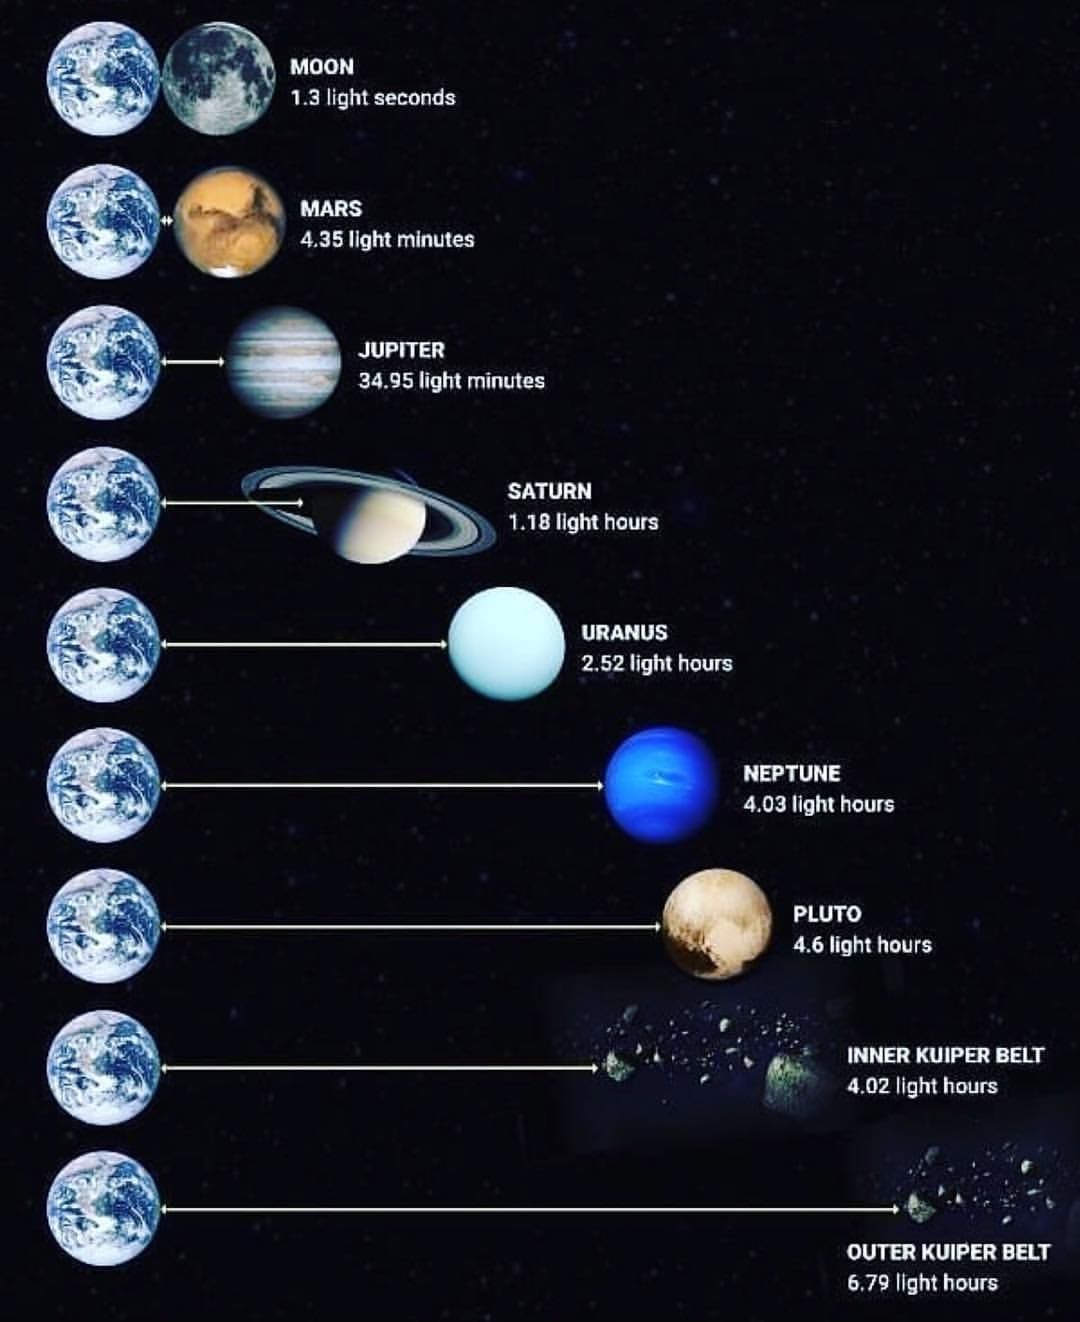 MOON
1.3 light seconds
MARS
4.35 light minutes
JUPITER
34.95 light minutes
SATURN
1.18 light hours
URANUS
2.52 light hours
NEPTUNE
4.03 light hours
PLUTO
4.6 light hours
INNER KUIPER BELT
4.02 light hours
OUTER KUIPER BELT
6.79 light hours